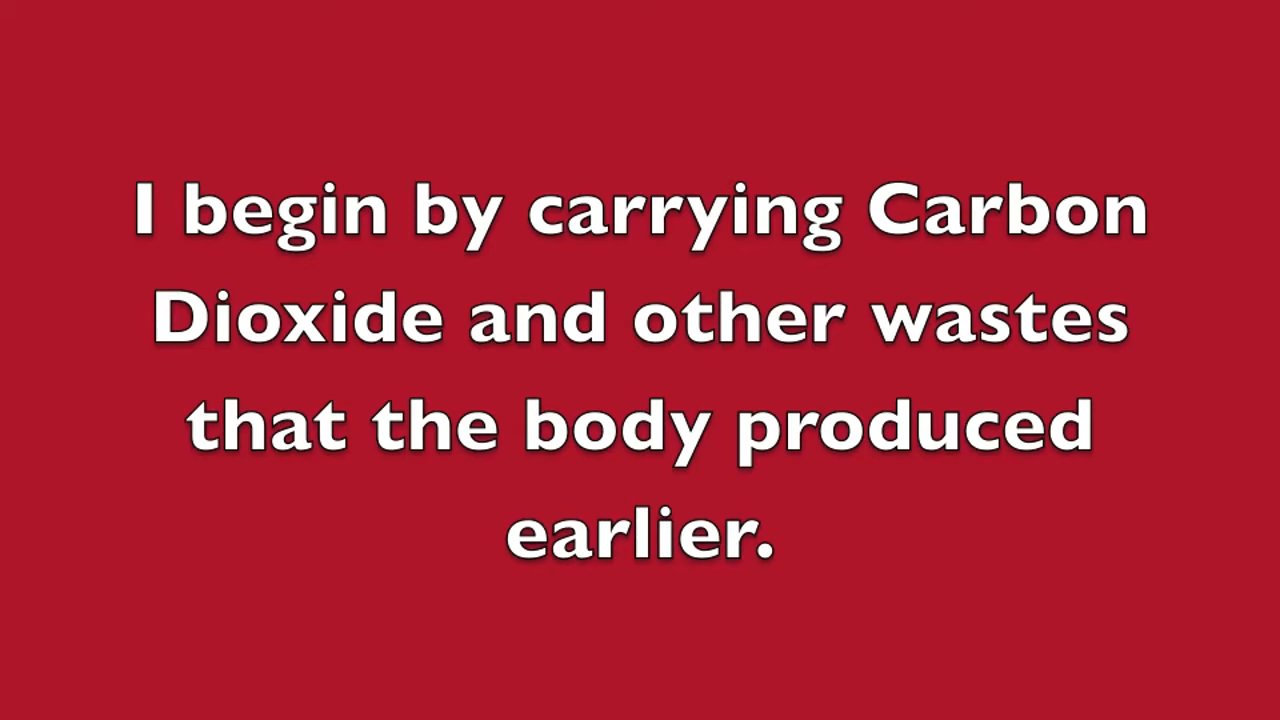 I begin by carrying Carbon
Dioxide and other wastes
that the body produced
earlier.